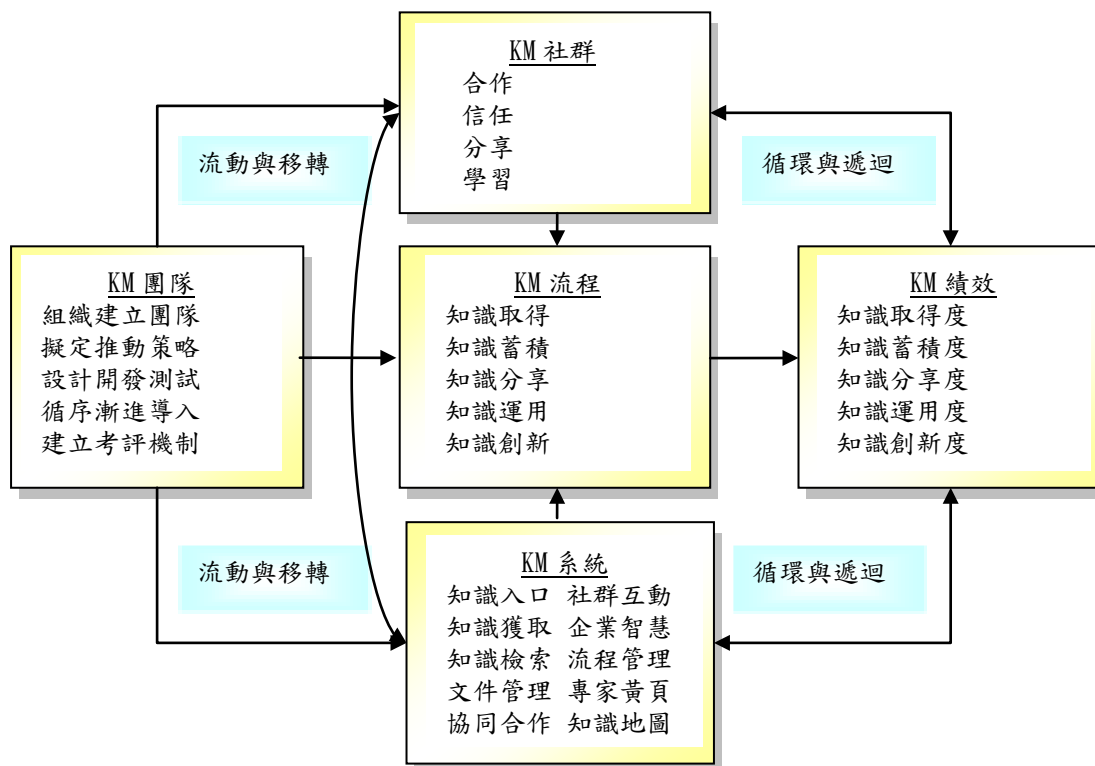 KM 社群
合作
信任
分享
學習
流動與移轉
循環與遞迴
KM 團隊
組織建立團隊
擬定推動策略
設計開發測試
循序漸進導入
建立考評機制
KM 流程
知識取得
知識蓄積
知識分享
知識運用
知識創新
KM 績效
知識取得度
知識蓄積度
知識分享度
知識運用度
知識創新度
流動與移轉
循環與遞迴
KM 系統
知識入口 社群互動
知識獲取 企業智慧
知識檢索 流程管理
文件管理 專家黃頁
協同合作 知識地圖